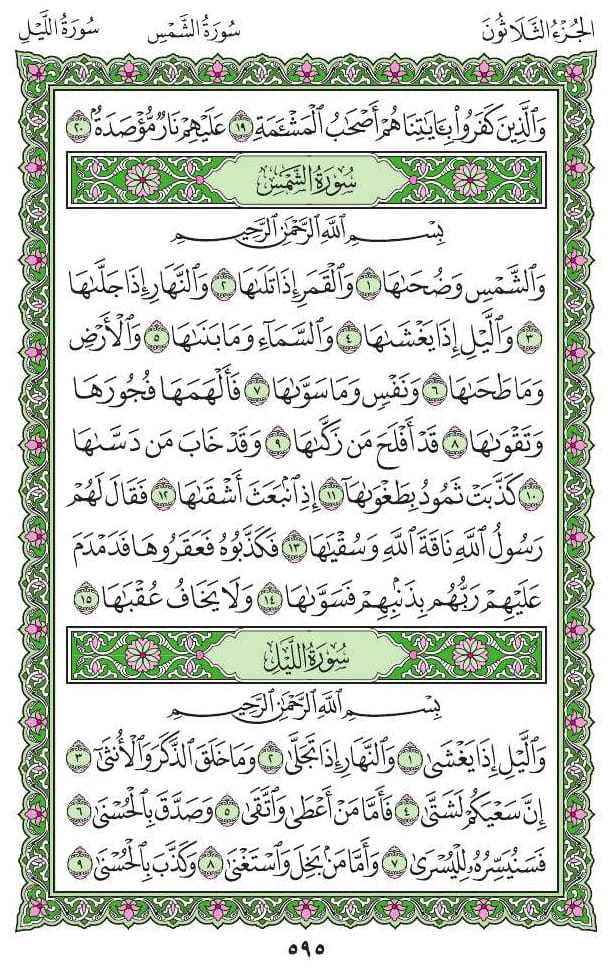 الجُزْءُ الثَّلَاثُونَ سُورَةُ الشَّمْسِ سُورَةُ اللَّيْلِ
وَالَّذِينَ كَفَرُوا۟ بِـَٔايَـٰتِنَا هُمْ أَصْحَـٰبُ الْمَشْـَٔمَةِ ١٩ عَلَيْهِمْ نَارٌ مُّؤْصَدَةٌۢ ٢٠
سُورَةُ الشَّمْسِ
بِسْمِ اللَّهِ الرَّحْمَـٰنِ الرَّحِيمِ
وَالشَّمْسِ وَضُحَىٰهَا ١ وَالْقَمَرِ إِذَا تَلَىٰهَا ٢ وَالنَّهَارِ إِذَا جَلَّىٰهَا
٣ وَالَّيْلِ إِذَا يَغْشَىٰهَا ٤ وَالسَّمَآءِ وَمَا بَنَىٰهَا ٥ وَالْأَرْضِ
وَمَا طَحَىٰهَا ٦ وَنَفْسٍ وَمَا سَوَّىٰهَا ٧ فَأَلْهَمَهَا فُجُورَهَا
وَتَقْوَىٰهَا ٨ قَدْ أَفْلَحَ مَن زَكَّىٰهَا ٩ وَقَدْ خَابَ مَن دَسَّىٰهَا
١٠ كَذَّبَتْ ثَمُودُ بِطَغْوَىٰهَآ ١١ إِذِ انۢبَعَثَ أَشْقَىٰهَا ١٢ فَقَالَ لَهُمْ
رَسُولُ اللَّهِ نَاقَةَ اللَّهِ وَسُقْيَـٰهَا ١٣ فَكَذَّبُوهُ فَعَقَرُوهَا فَدَمْدَمَ
عَلَيْهِمْ رَبُّهُم بِذَنۢبِهِمْ فَسَوَّىٰهَا ١٤ وَلَا يَخَافُ عُقْبَـٰهَا ١٥
سُورَةُ اللَّيْلِ
بِسْمِ اللَّهِ الرَّحْمَـٰنِ الرَّحِيمِ
وَالَّيْلِ إِذَا يَغْشَىٰ ١ وَالنَّهَارِ إِذَا تَجَلَّىٰ ٢ وَمَا خَلَقَ الذَّكَرَ وَالْأُنثَىٰٓ ٣
إِنَّ سَعْيَكُمْ لَشَتَّىٰ ٤ فَأَمَّا مَنْ أَعْطَىٰ وَاتَّقَىٰ ٥ وَصَدَّقَ بِالْحُسْنَىٰ ٦
فَسَنُيَسِّرُهُۥ لِلْيُسْرَىٰ ٧ وَأَمَّا مَنۢ بَخِلَ وَاسْتَغْنَىٰ ٨ وَكَذَّبَ بِالْحُسْنَىٰ ٩
٥٩٥